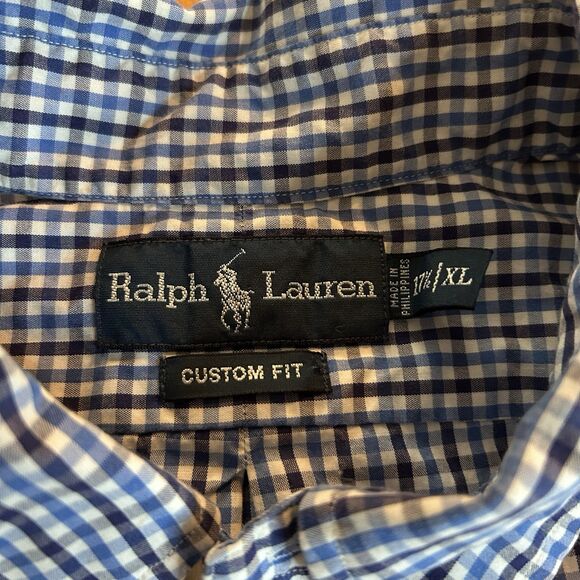 Ralph Lauren
CUSTOM FIT
MADE IN
PHILIPPINES
17½/XL